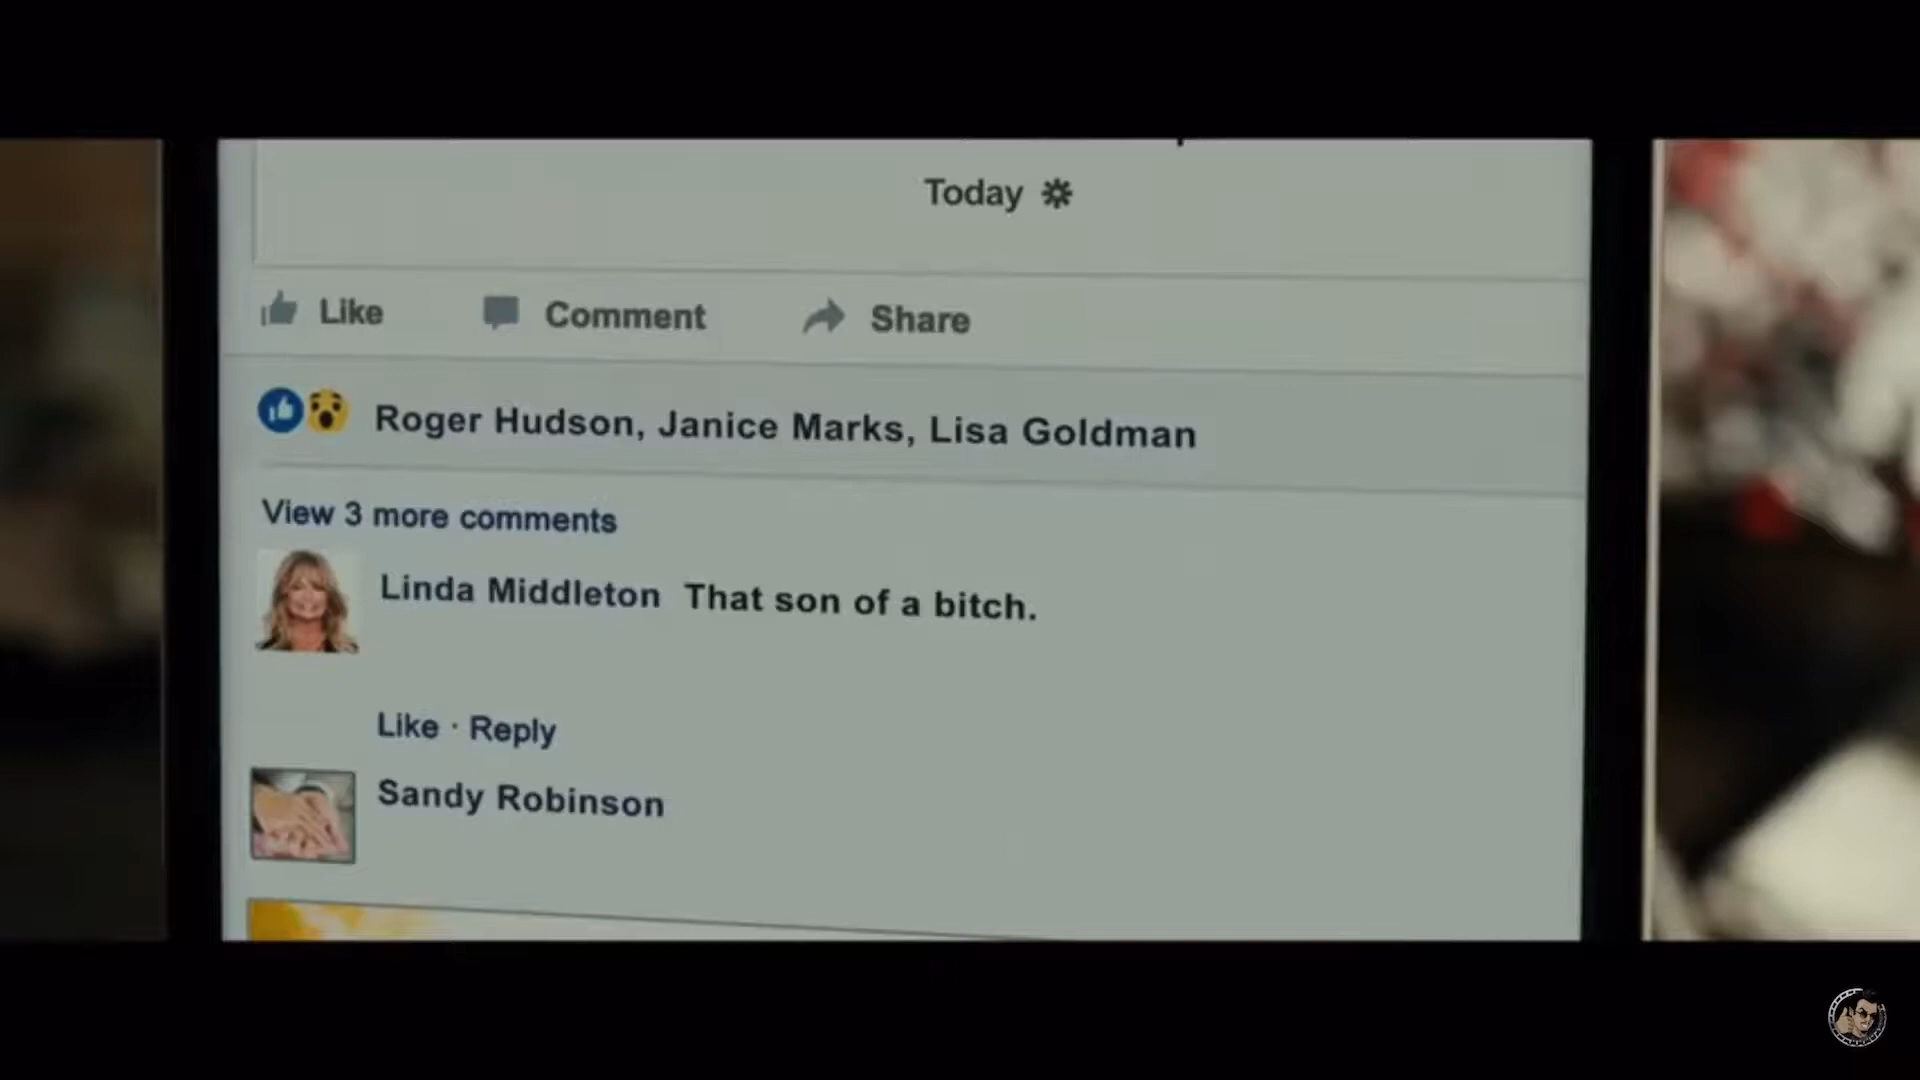 Today
Like Comment Share
Roger Hudson, Janice Marks, Lisa Goldman
View 3 more comments
Linda Middleton That son of a bitch.
Like · Reply
Sandy Robinson